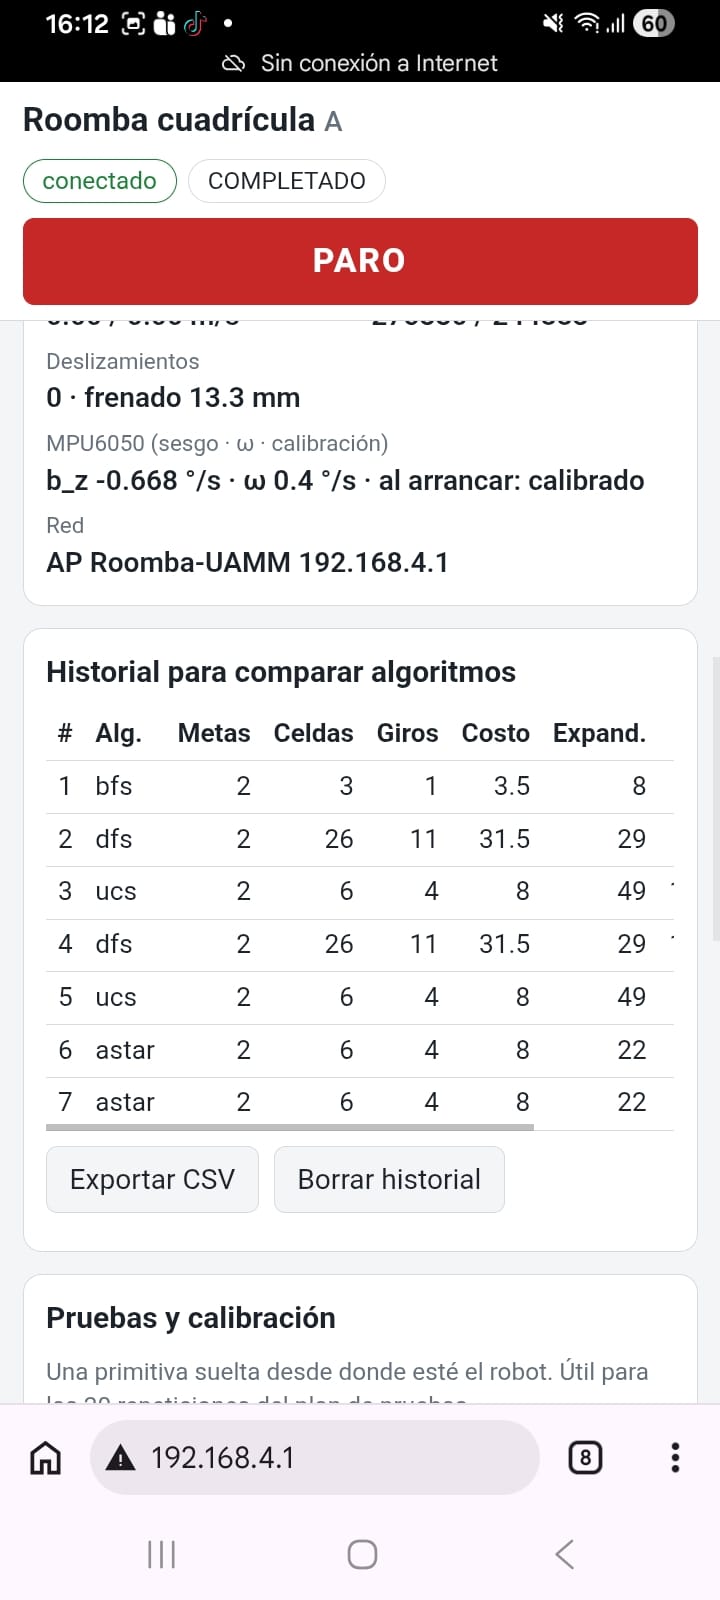 16:12
60
Sin conexión a Internet
Roomba cuadrícula A
conectado COMPLETADO
PARO
Deslizamientos
0 · frenado 13.3 mm
MPU6050 (sesgo · ω · calibración)
b_z -0.668 °/s · ω 0.4 °/s · al arrancar: calibrado
Red
AP Roomba-UAMM 192.168.4.1
Historial para comparar algoritmos
# Alg. Metas Celdas Giros Costo Expand.
1 bfs 2 3 1 3.5 8
2 dfs 2 26 11 31.5 29
3 ucs 2 6 4 8 49
4 dfs 2 26 11 31.5 29
5 ucs 2 6 4 8 49
6 astar 2 6 4 8 22
7 astar 2 6 4 8 22
Exportar CSV Borrar historial
Pruebas y calibración
Una primitiva suelta desde donde esté el robot. Útil para
192.168.4.1
8